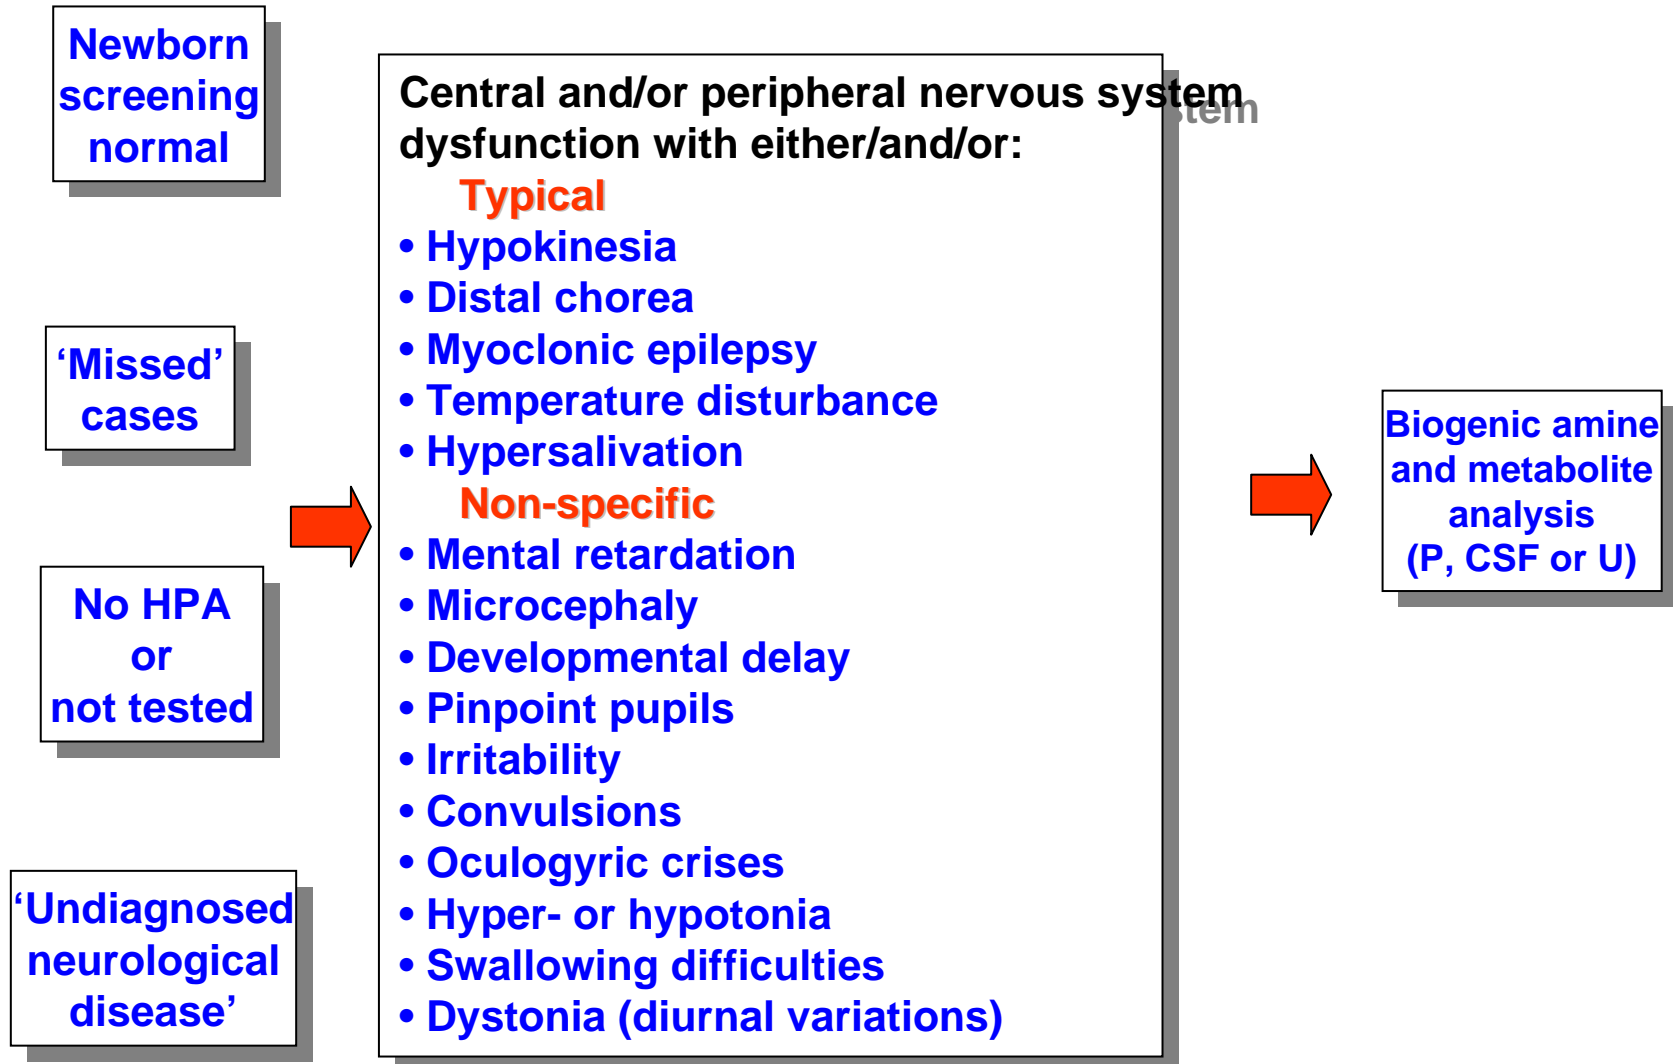 Newborn
screening
normal
‘Missed’
cases
No HPA
or
not tested
‘Undiagnosed
neurological
disease’
Central and/or peripheral nervous system
dysfunction with either/and/or:
Typical
• Hypokinesia
• Distal chorea
• Myoclonic epilepsy
• Temperature disturbance
• Hypersalivation
Non-specific
• Mental retardation
• Microcephaly
• Developmental delay
• Pinpoint pupils
• Irritability
• Convulsions
• Oculogyric crises
• Hyper- or hypotonia
• Swallowing difficulties
• Dystonia (diurnal variations)
Biogenic amine
and metabolite
analysis
(P, CSF or U)